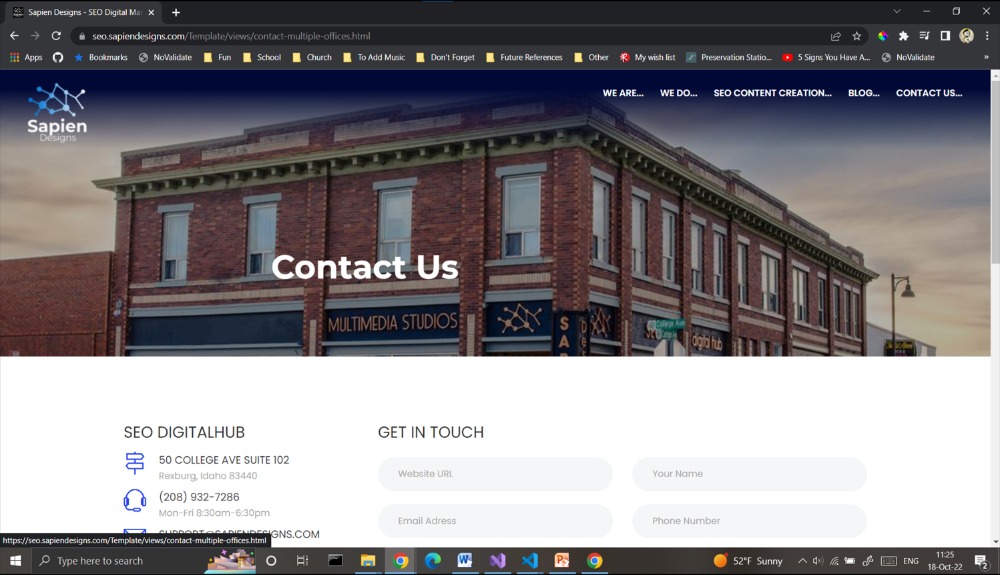 Sapien Designs - SEO Digital Ma
seo.sapiendesigns.com/Template/views/contact-multiple-offices.html
Apps Bookmarks NoValidate Fun School Church To Add Music Don't Forget Future References Other My wish list Preservation Statio... 5 Signs You Have A... NoValidate »
Sapien
Designs
WE ARE... WE DO... SEO CONTENT CREATION... BLOG... CONTACT US...
Contact Us
MULTIMEDIA STUDIOS
College Ave
digital hub
SEO DIGITALHUB
50 COLLEGE AVE SUITE 102
Rexburg, Idaho 83440
(208) 932-7286
Mon-Fri 8:30am-6:30pm
SUPPORT@SAPIENDESIGNS.COM
GET IN TOUCH
Website URL Your Name
Email Adress Phone Number
https://seo.sapiendesigns.com/Template/views/contact-multiple-offices.html
Type here to search
52°F Sunny
ENG
11:25
18-Oct-22
2